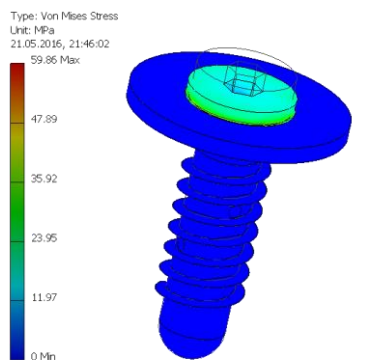 Type: Von Mises Stress
Unit: MPa
21.05.2016, 21:46:02
59.86 Max
47.89
35.92
23.95
11.97
0 Min